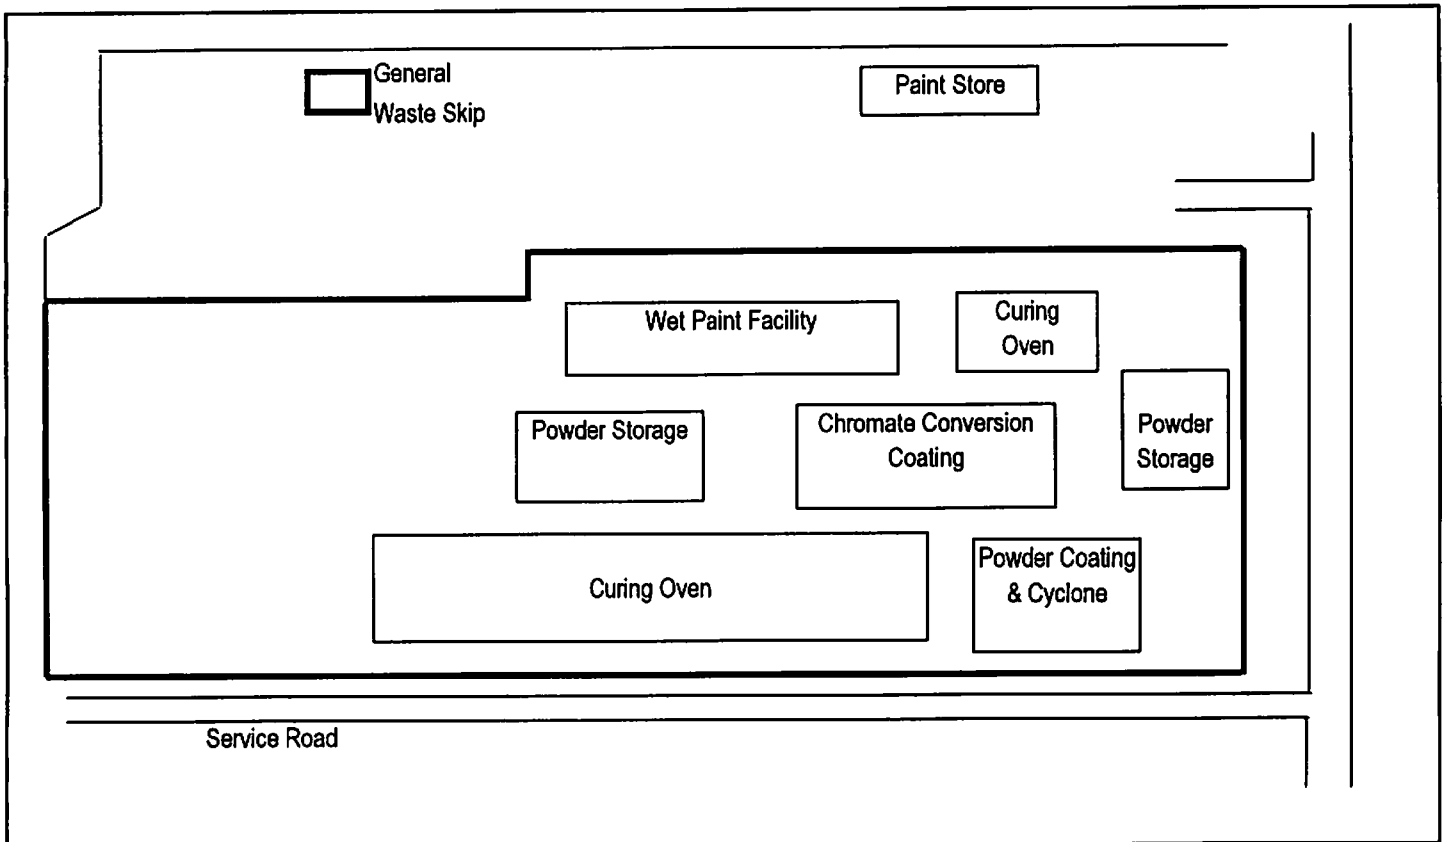 General
Waste Skip
Paint Store
Wet Paint Facility
Curing
Oven
Powder Storage
Chromate Conversion
Coating
Powder
Storage
Curing Oven
Powder Coating
& Cyclone
Service Road